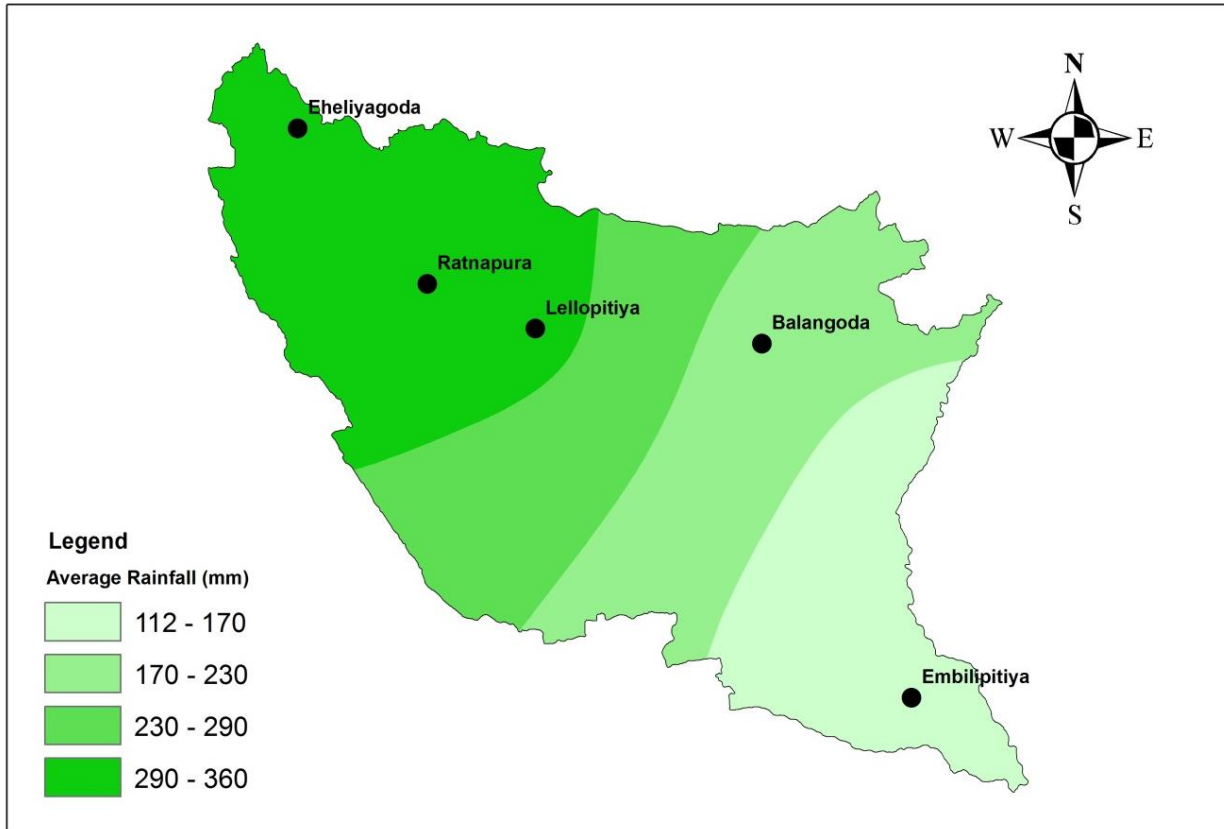 N
W E
S
Eheliyagoda
Ratnapura
Lellopitiya
Balangoda
Embilipitiya
Legend
Average Rainfall (mm)
112 - 170
170 - 230
230 - 290
290 - 360